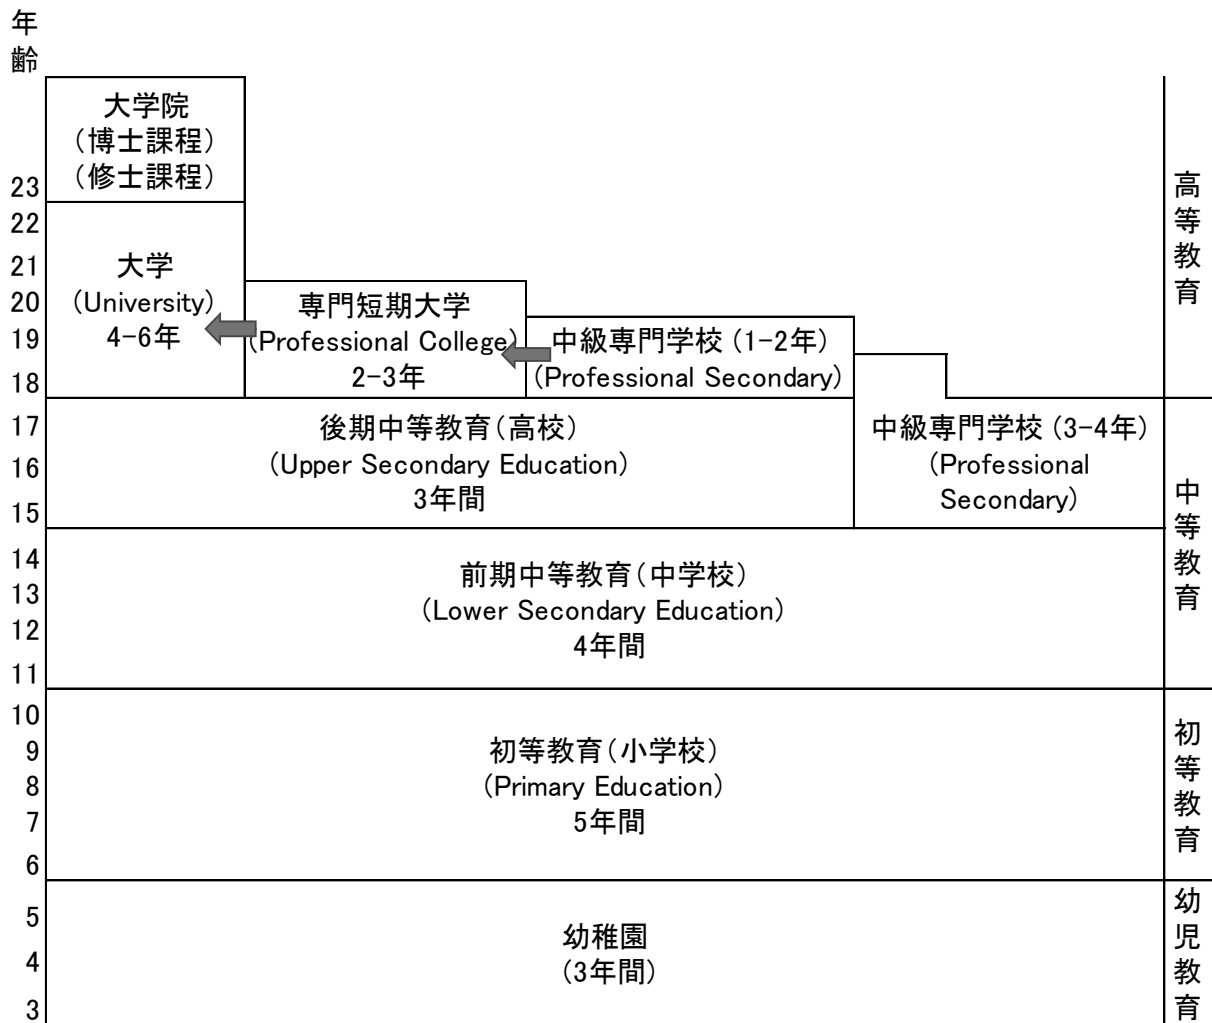 年
齢
大学院
（博士課程）
（修士課程）
23
22
21
20
19
18
17
16
15
14
13
12
11
10
9
8
7
6
5
4
3
大学
(University)
4-6年
専門短期大学
(Professional College)
2-3年
中級専門学校 (1-2年)
(Professional Secondary)
後期中等教育（高校）
(Upper Secondary Education)
3年間
中級専門学校 (3-4年)
(Professional
Secondary)
前期中等教育（中学校）
(Lower Secondary Education)
4年間
初等教育（小学校）
(Primary Education)
5年間
幼稚園
(3年間)
高等教育
中等教育
初等教育
幼児教育